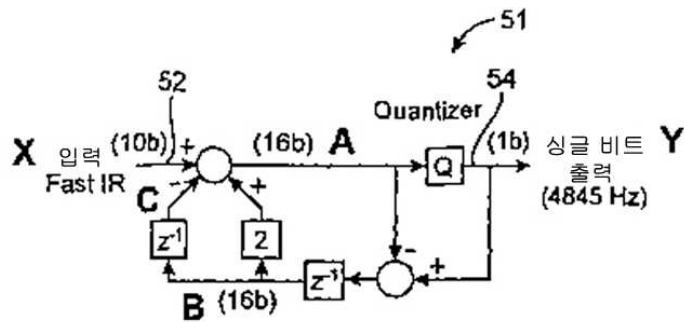 51
52
54
Quantizer
X 입력 (10b) + (16b) A (1b) 싱글 비트 Y
Fast IR Q 출력
C - + (4845 Hz)
z-1 2 - +
z-1
B (16b)